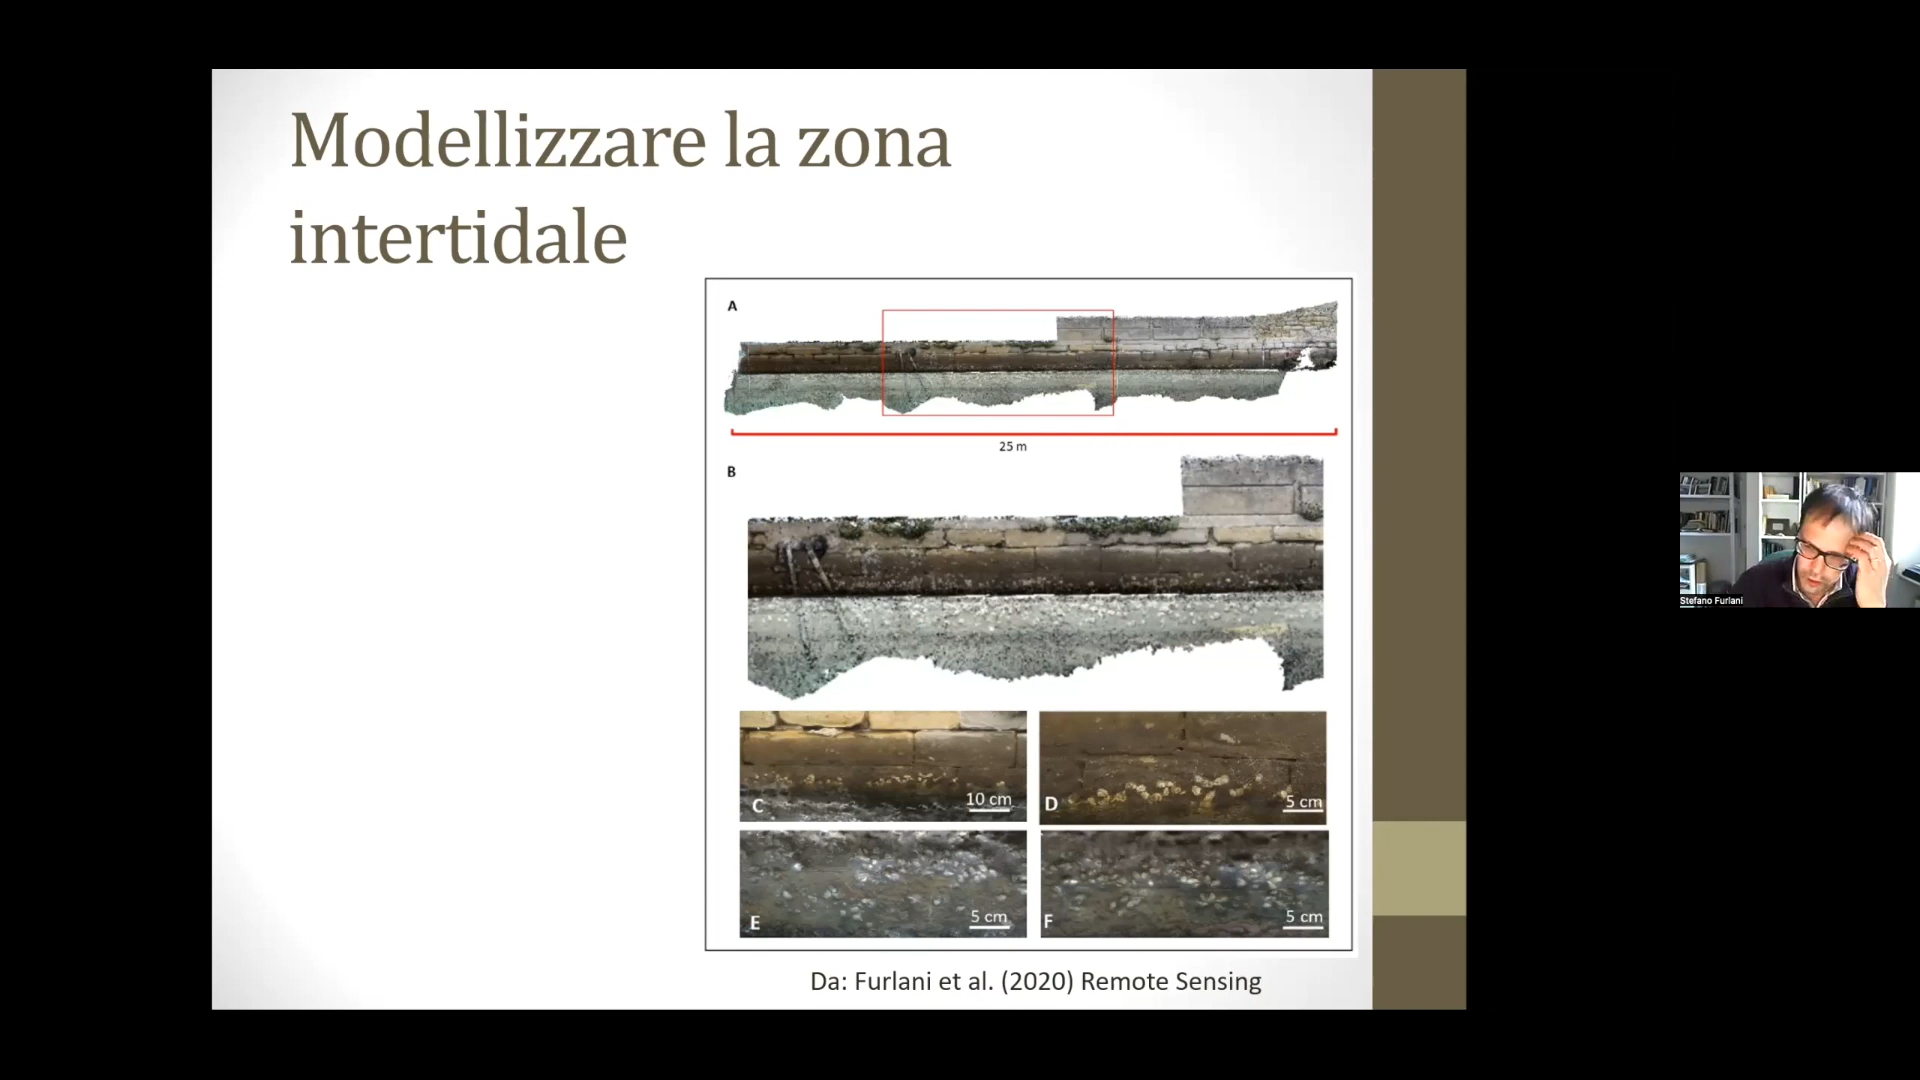 Modellizzare la zona
intertidale
A
25 m
B
C
10 cm
D
5 cm
E
5 cm
F
5 cm
Da: Furlani et al. (2020) Remote Sensing
Stefano Furlani